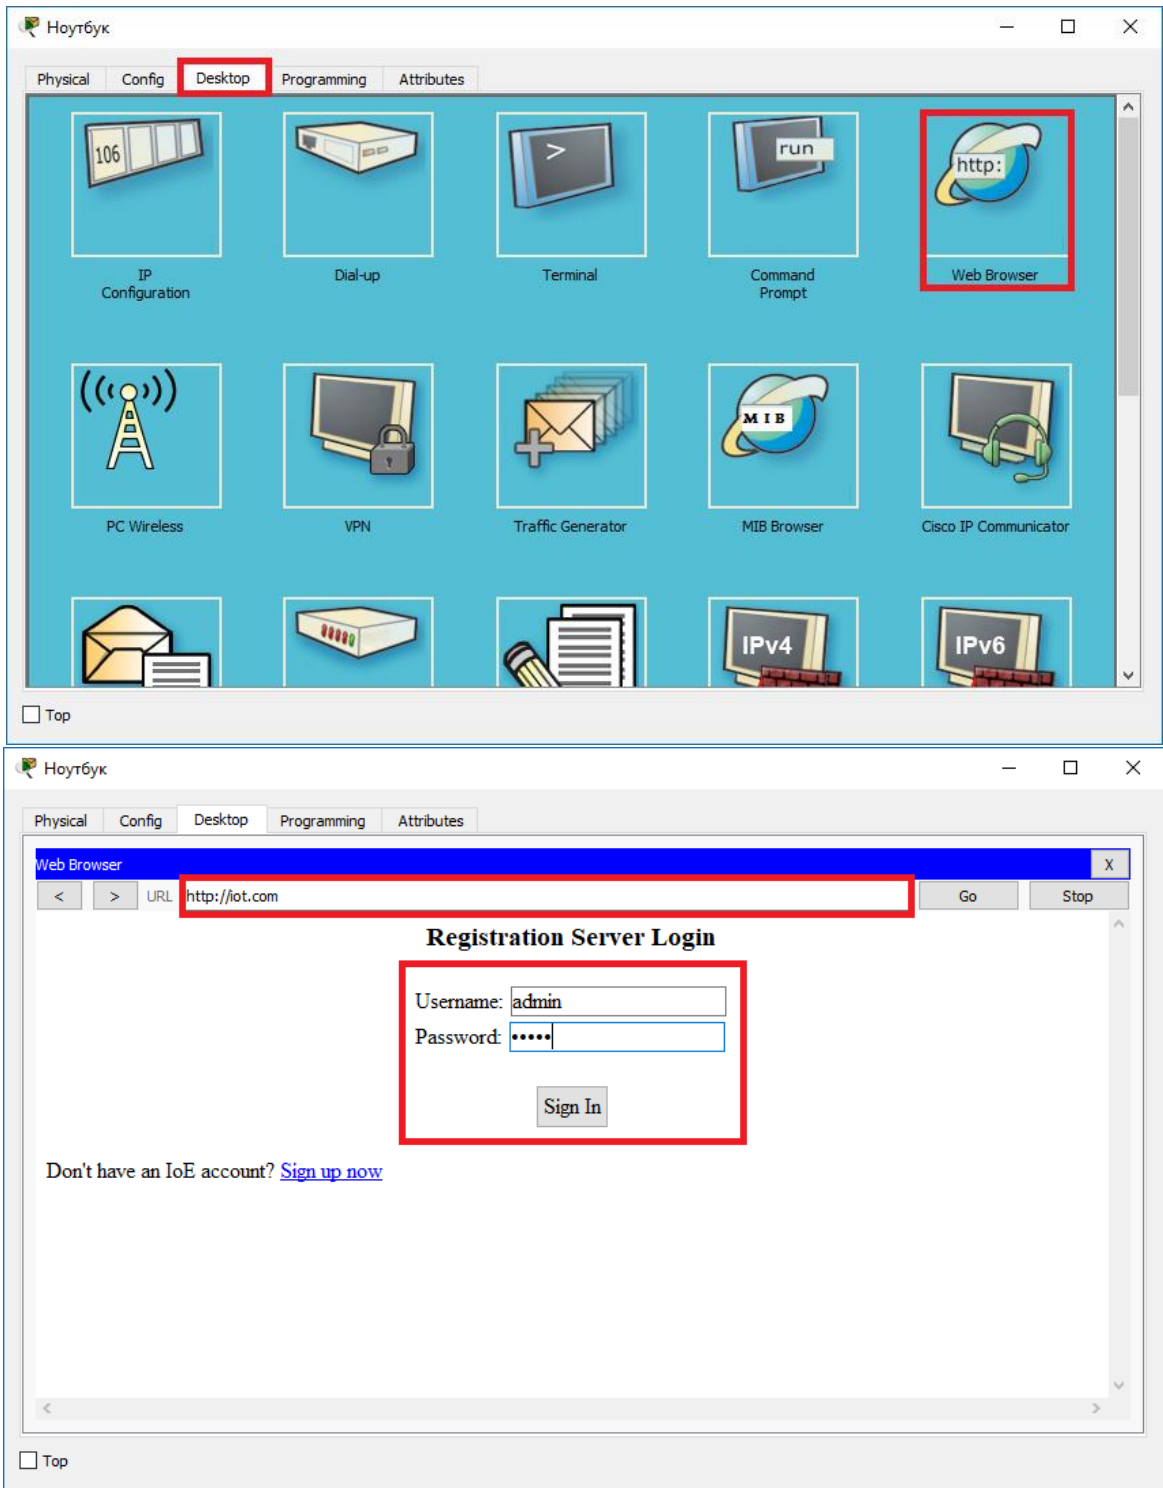 Ноутбук
Physical Config Desktop Programming Attributes
106
>
run
http:
IP Configuration
Dial-up
Terminal
Command Prompt
Web Browser
MIB
PC Wireless
VPN
Traffic Generator
MIB Browser
Cisco IP Communicator
IPv4
IPv6
Top
Ноутбук
Physical Config Desktop Programming Attributes
Web Browser X
< > URL http://iot.com Go Stop
Registration Server Login
Username: admin
Password: •••••
Sign In
Don't have an IoE account? Sign up now
Top